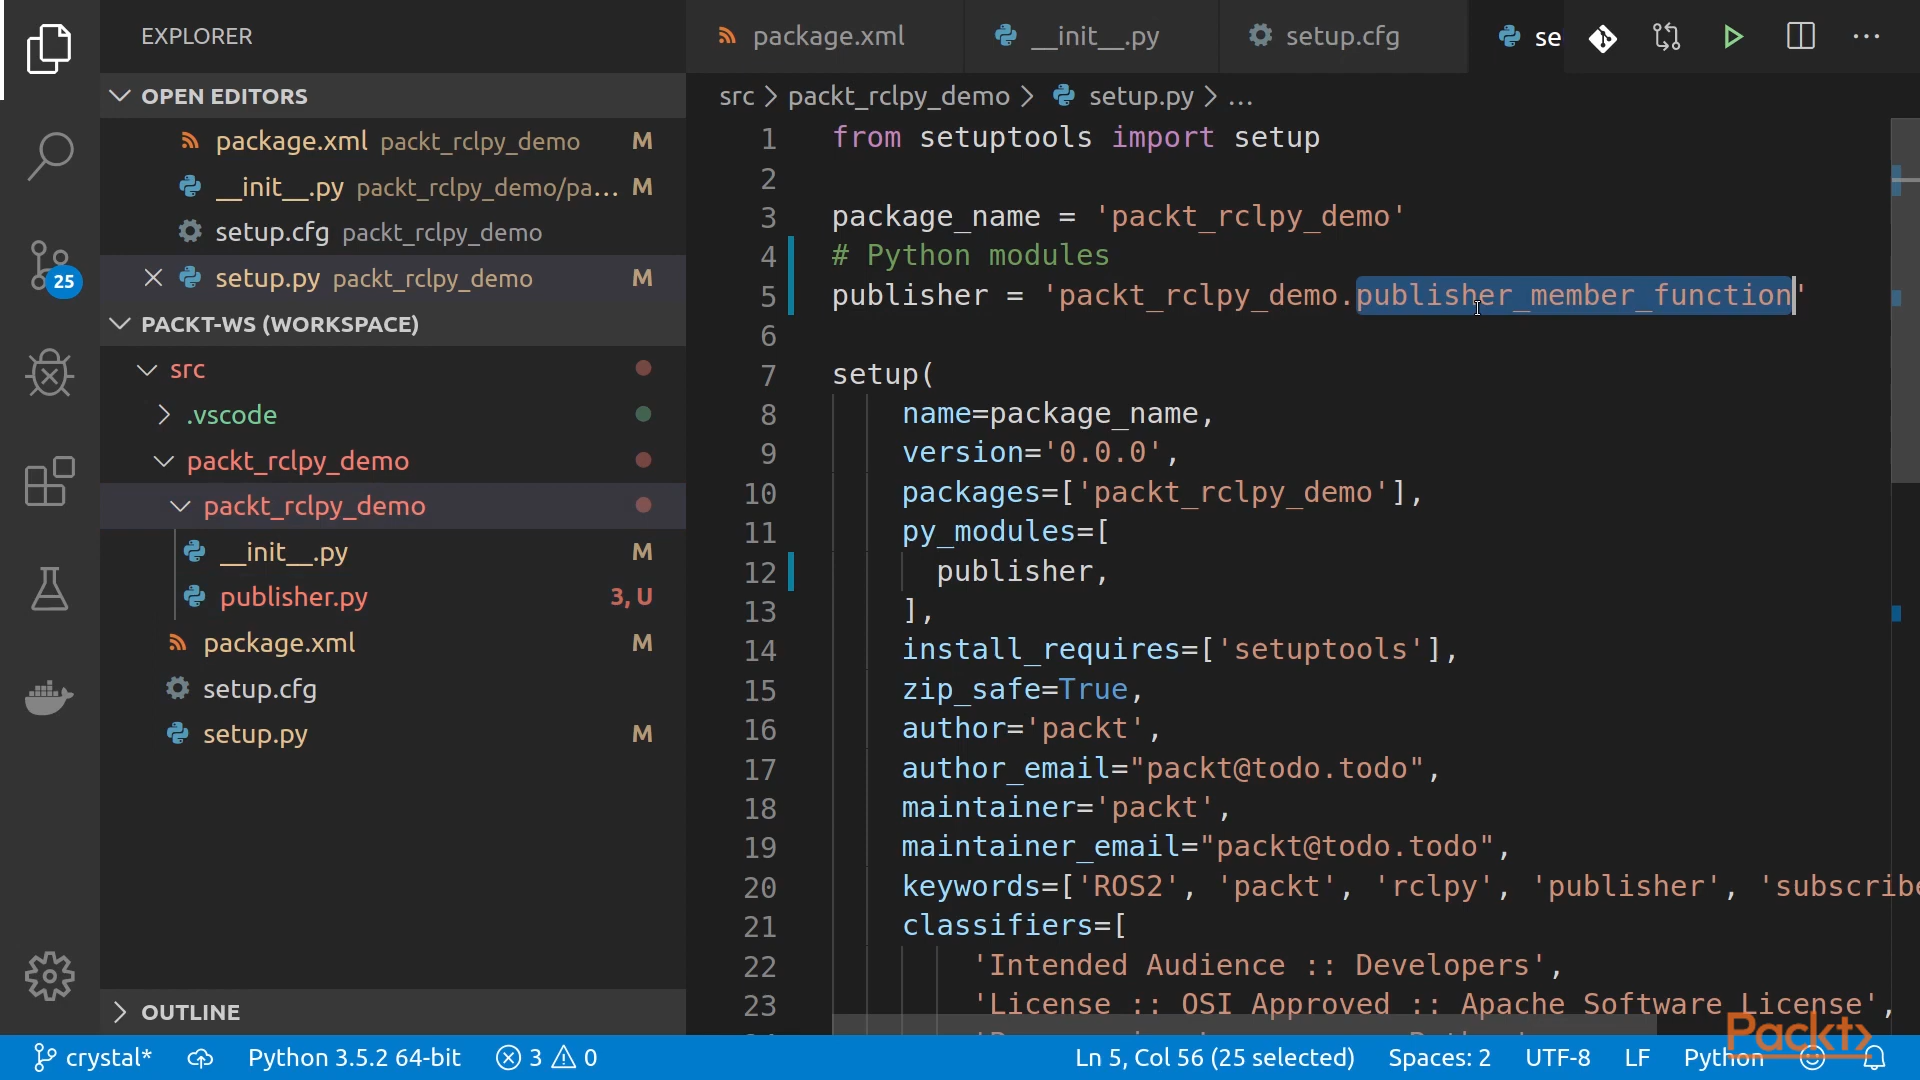 EXPLORER
OPEN EDITORS
package.xml packt_rclpy_demo M
__init__.py packt_rclpy_demo/pa... M
setup.cfg packt_rclpy_demo
setup.py packt_rclpy_demo M
PACKT-WS (WORKSPACE)
src
.vscode
packt_rclpy_demo
packt_rclpy_demo
__init__.py M
publisher.py 3, U
package.xml M
setup.cfg
setup.py M
OUTLINE
25
package.xml __init__.py setup.cfg se
src > packt_rclpy_demo > setup.py > ...
1 from setuptools import setup
2
3 package_name = 'packt_rclpy_demo'
4 # Python modules
5 publisher = 'packt_rclpy_demo.publisher_member_function'
6
7 setup(
8 name=package_name,
9 version='0.0.0',
10 packages=['packt_rclpy_demo'],
11 py_modules=[
12 publisher,
13 ],
14 install_requires=['setuptools'],
15 zip_safe=True,
16 author='packt',
17 author_email="packt@todo.todo",
18 maintainer='packt',
19 maintainer_email="packt@todo.todo",
20 keywords=['ROS2', 'packt', 'rclpy', 'publisher', 'subscribe
21 classifiers=[
22 'Intended Audience :: Developers',
23 'License :: OSI Approved :: Apache Software License',
Packt>
crystal* Python 3.5.2 64-bit 3 0 Ln 5, Col 56 (25 selected) Spaces: 2 UTF-8 LF Python